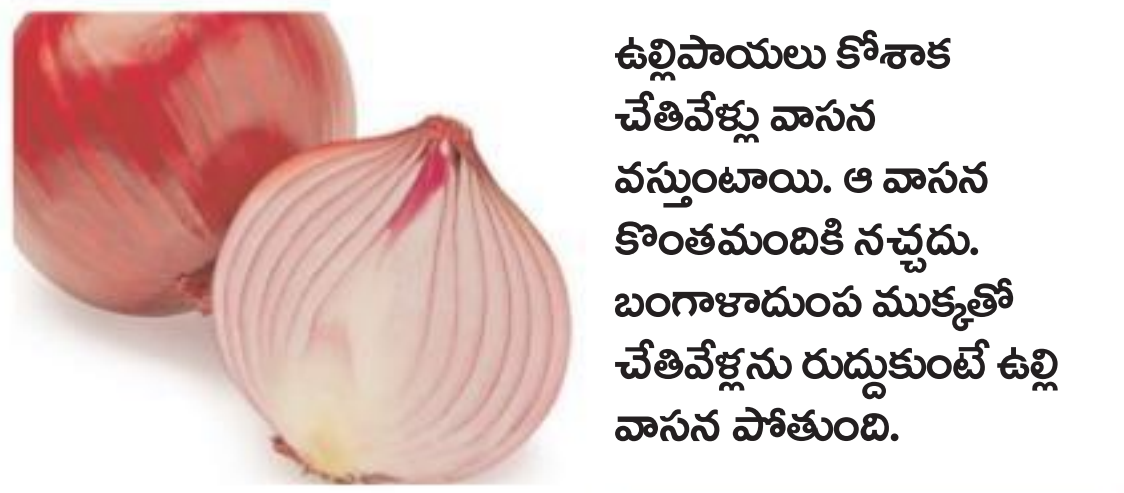 ఉల్లిపాయలు కోశాక
చేతివేళ్లు వాసన
వస్తుంటాయి. ఆ వాసన
కొంతమందికి నచ్చదు.
బంగాళాదుంప ముక్కతో
చేతివేళ్లను రుద్దుకుంటే ఉల్లి
వాసన పోతుంది.